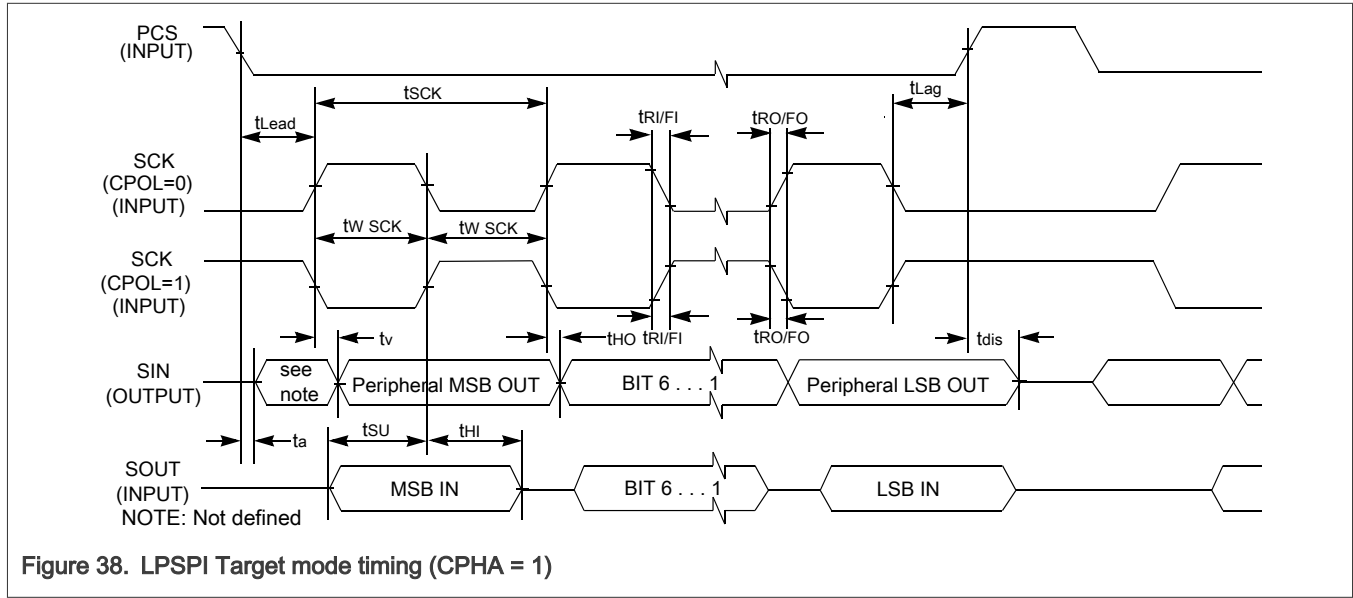 PCS
(INPUT)
tSCK
tLag
tLead
tRI/FI
tRO/FO
SCK
(CPOL=0)
(INPUT)
tW SCK
tW SCK
SCK
(CPOL=1)
(INPUT)
tv
tHO
tRI/FI
tRO/FO
tdis
SIN
(OUTPUT)
see
note
Peripheral MSB OUT
BIT 6 . . . 1
Peripheral LSB OUT
ta
tSU
tHI
SOUT
(INPUT)
MSB IN
BIT 6 . . . 1
LSB IN
NOTE: Not defined
Figure 38. LPSPI Target mode timing (CPHA = 1)